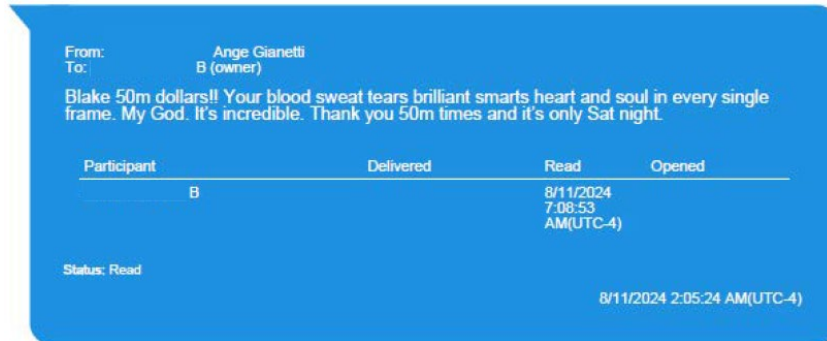 From: Ange Gianetti
To: B (owner)
Blake 50m dollars!! Your blood sweat tears brilliant smarts heart and soul in every single
frame. My God. It's incredible. Thank you 50m times and it's only Sat night.
Participant Delivered Read Opened
B 8/11/2024
7:08:53
AM(UTC-4)
Status: Read
8/11/2024 2:05:24 AM(UTC-4)